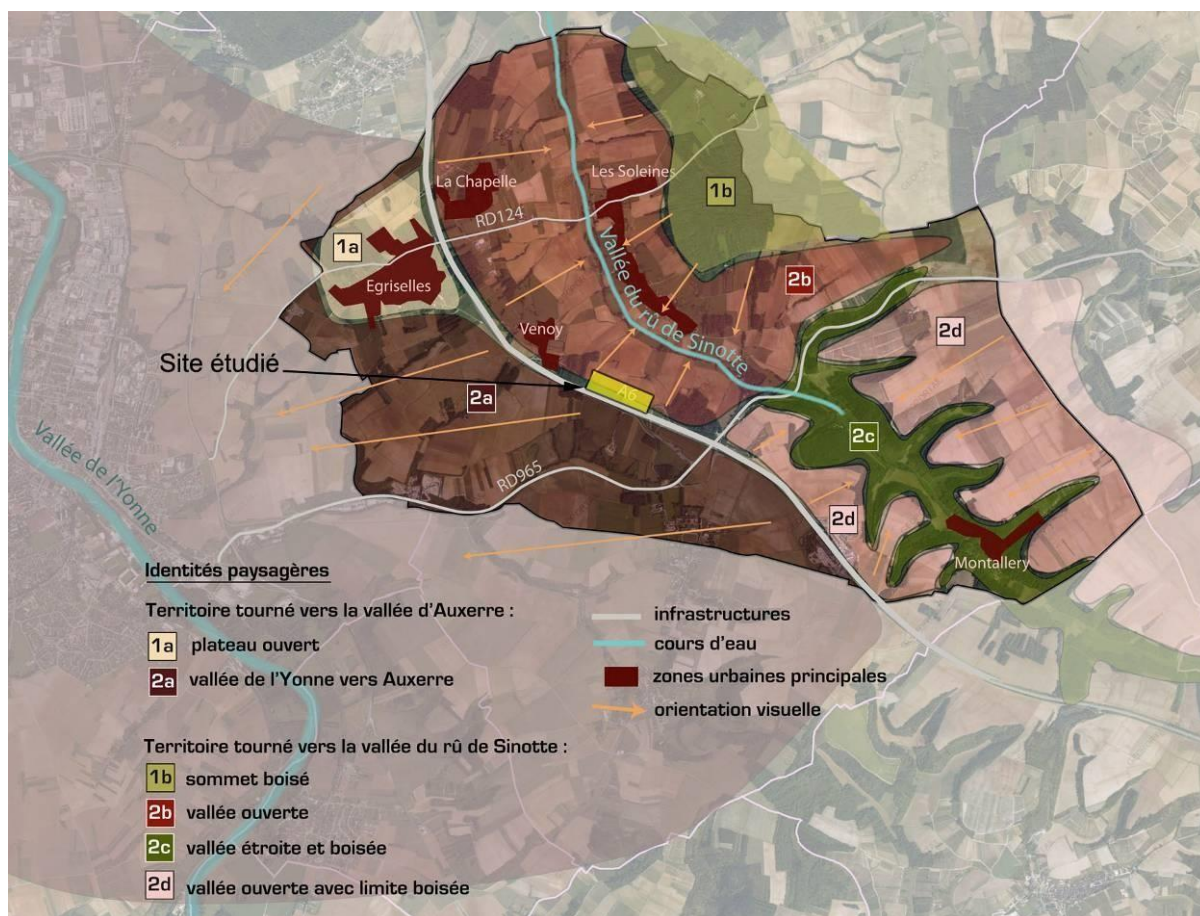 La Chapelle
Les Soleines
RD124
1b
1a
Egriselles
Vallée du rû de Sinotte
2b
Venoy
2d
Site étudié
A6
2a
2c
Vallée de l'Yonne
RD965
2d
Montallery
Identités paysagères
Territoire tourné vers la vallée d'Auxerre :
1a plateau ouvert
2a vallée de l'Yonne vers Auxerre
infrastructures
cours d'eau
zones urbaines principales
orientation visuelle
Territoire tourné vers la vallée du rû de Sinotte :
1b sommet boisé
2b vallée ouverte
2c vallée étroite et boisée
2d vallée ouverte avec limite boisée